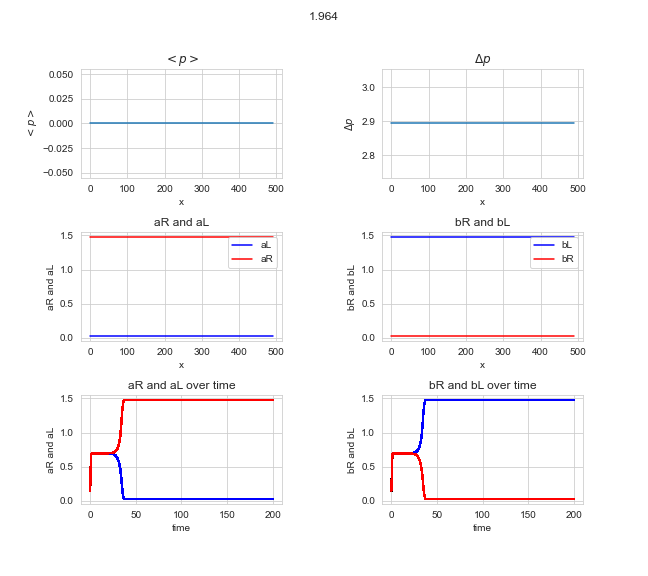 1.964
< p >
Δp
0.050
0.025
0.000
−0.025
−0.050
< p >
0 100 200 300 400 500
x
3.0
2.9
2.8
Δp
0 100 200 300 400 500
x
aR and aL
bR and bL
1.5
1.0
0.5
0.0
aR and aL
aL
aR
0 100 200 300 400 500
x
1.5
1.0
0.5
0.0
bR and bL
bL
bR
0 100 200 300 400 500
x
aR and aL over time
bR and bL over time
1.5
1.0
0.5
0.0
aR and aL
0 50 100 150 200
time
1.5
1.0
0.5
0.0
bR and bL
0 50 100 150 200
time